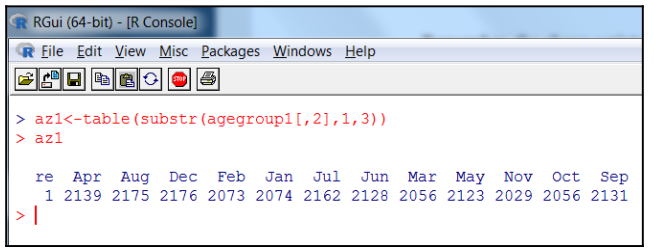 RGui (64-bit) - [R Console]
File Edit View Misc Packages Windows Help
STOP
> az1<-table(substr(agegroup1[,2],1,3))
> az1
re Apr Aug Dec Feb Jan Jul Jun Mar May Nov Oct Sep
1 2139 2175 2176 2073 2074 2162 2128 2056 2123 2029 2056 2131
>